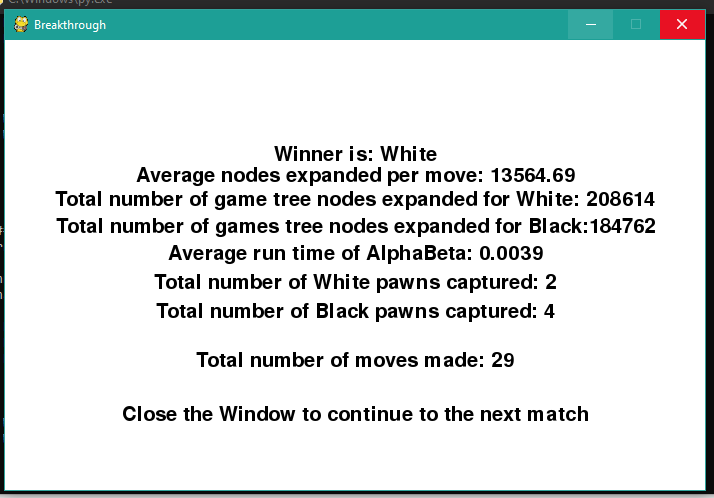 C:\Windows\py.exe
Breakthrough
Winner is: White
Average nodes expanded per move: 13564.69
Total number of game tree nodes expanded for White: 208614
Total number of games tree nodes expanded for Black:184762
Average run time of AlphaBeta: 0.0039
Total number of White pawns captured: 2
Total number of Black pawns captured: 4
Total number of moves made: 29
Close the Window to continue to the next match